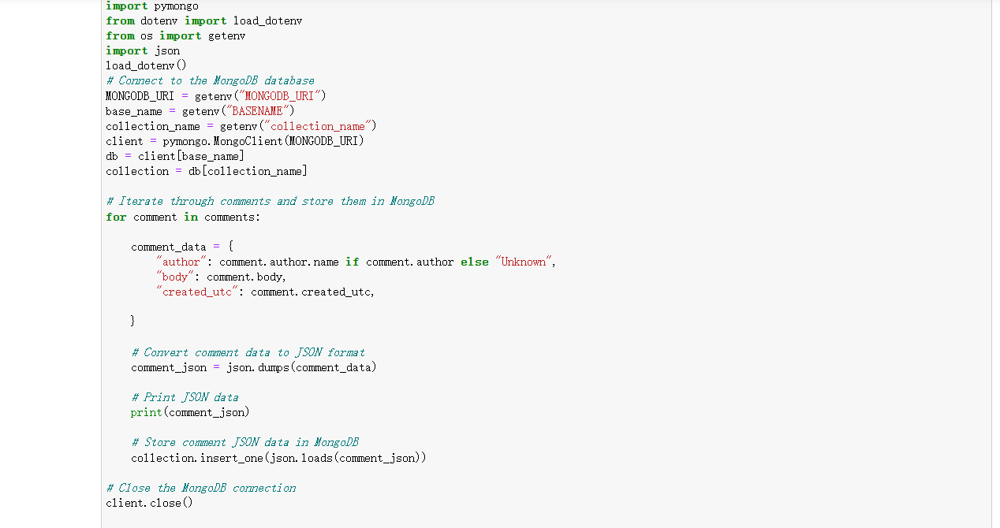 import pymongo
from dotenv import load_dotenv
from os import getenv
import json
load_dotenv()
# Connect to the MongoDB database
MONGODB_URI = getenv("MONGODB_URI")
base_name = getenv("BASENAME")
collection_name = getenv("collection_name")
client = pymongo.MongoClient(MONGODB_URI)
db = client[base_name]
collection = db[collection_name]
# Iterate through comments and store them in MongoDB
for comment in comments:
comment_data = {
"author": comment.author.name if comment.author else "Unknown",
"body": comment.body,
"created_utc": comment.created_utc,
}
# Convert comment data to JSON format
comment_json = json.dumps(comment_data)
# Print JSON data
print(comment_json)
# Store comment JSON data in MongoDB
collection.insert_one(json.loads(comment_json))
# Close the MongoDB connection
client.close()